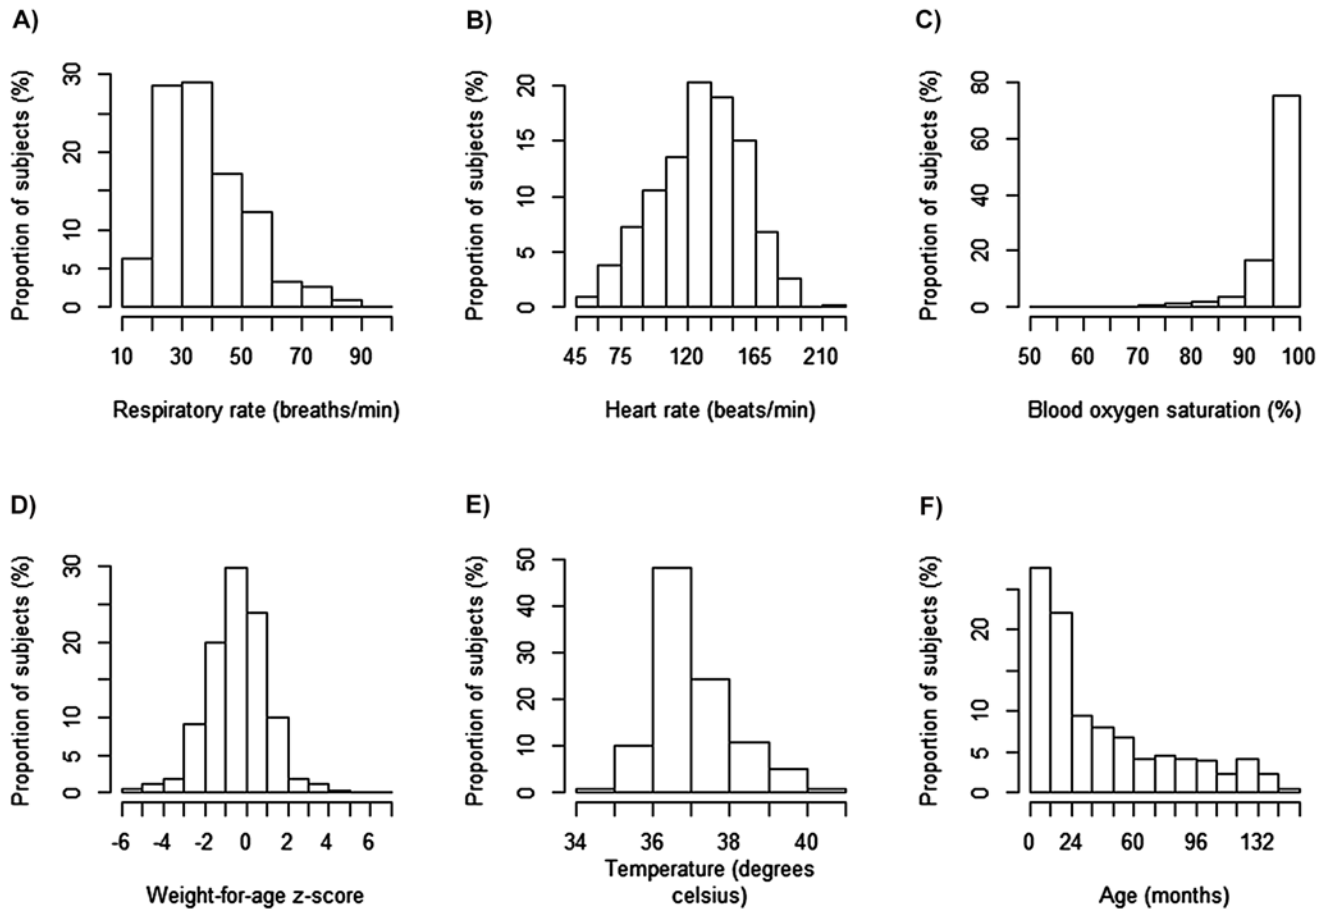 A)
Proportion of subjects (%)
0 5 10 20 30
10 30 50 70 90
Respiratory rate (breaths/min)
B)
Proportion of subjects (%)
0 5 10 15 20
45 75 120 165 210
Heart rate (beats/min)
C)
Proportion of subjects (%)
0 20 40 60 80
50 60 70 80 90 100
Blood oxygen saturation (%)
D)
Proportion of subjects (%)
0 5 10 20 30
-6 -4 -2 0 2 4 6
Weight-for-age z-score
E)
Proportion of subjects (%)
0 10 20 30 40 50
34 36 38 40
Temperature (degrees
celsius)
F)
Proportion of subjects (%)
0 5 10 20
0 24 60 96 132
Age (months)